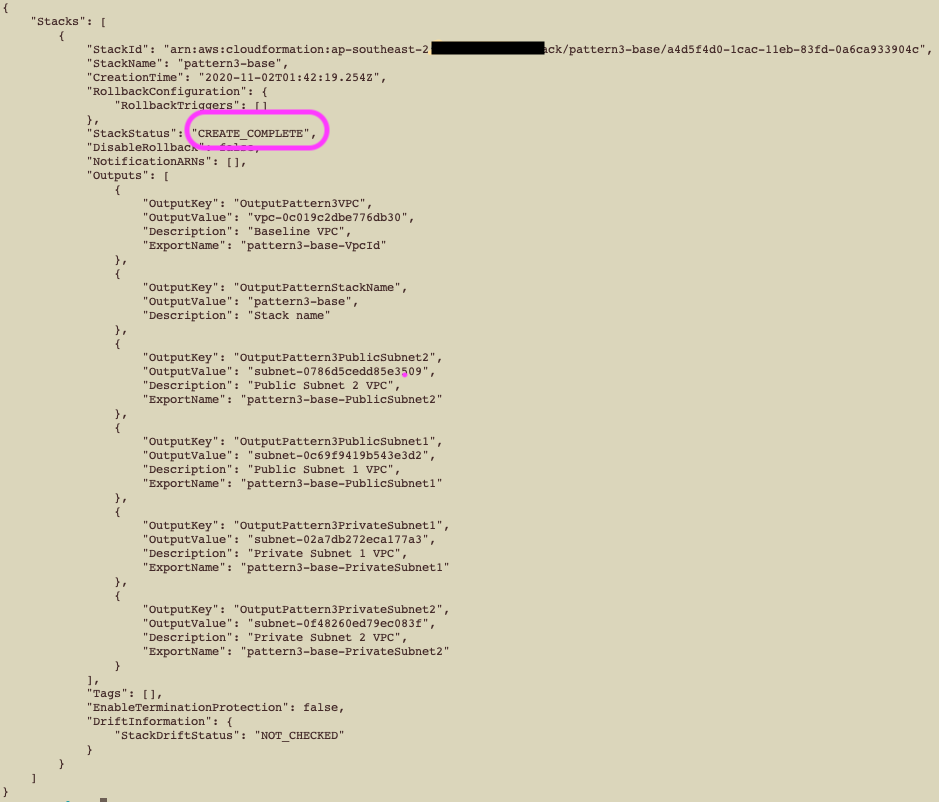 {
    "Stacks": [
        {
            "StackId": "arn:aws:cloudformation:ap-southeast-2 ack/pattern3-base/a4d5f4d0-1cac-11eb-83fd-0a6ca933904c",
            "StackName": "pattern3-base",
            "CreationTime": "2020-11-02T01:42:19.254Z",
            "RollbackConfiguration": {
                "RollbackTriggers": []
            },
            "StackStatus": "CREATE_COMPLETE",
            "DisableRollback": false,
            "NotificationARNs": [],
            "Outputs": [
                {
                    "OutputKey": "OutputPattern3VPC",
                    "OutputValue": "vpc-0c019c2dbe776db30",
                    "Description": "Baseline VPC",
                    "ExportName": "pattern3-base-VpcId"
                },
                {
                    "OutputKey": "OutputPatternStackName",
                    "OutputValue": "pattern3-base",
                    "Description": "Stack name"
                },
                {
                    "OutputKey": "OutputPattern3PublicSubnet2",
                    "OutputValue": "subnet-0786d5cedd85e3509",
                    "Description": "Public Subnet 2 VPC",
                    "ExportName": "pattern3-base-PublicSubnet2"
                },
                {
                    "OutputKey": "OutputPattern3PublicSubnet1",
                    "OutputValue": "subnet-0c69f9419b543e3d2",
                    "Description": "Public Subnet 1 VPC",
                    "ExportName": "pattern3-base-PublicSubnet1"
                },
                {
                    "OutputKey": "OutputPattern3PrivateSubnet1",
                    "OutputValue": "subnet-02a7db272eca177a3",
                    "Description": "Private Subnet 1 VPC",
                    "ExportName": "pattern3-base-PrivateSubnet1"
                },
                {
                    "OutputKey": "OutputPattern3PrivateSubnet2",
                    "OutputValue": "subnet-0f48260ed79ec083f",
                    "Description": "Private Subnet 2 VPC",
                    "ExportName": "pattern3-base-PrivateSubnet2"
                }
            ],
            "Tags": [],
            "EnableTerminationProtection": false,
            "DriftInformation": {
                "StackDriftStatus": "NOT_CHECKED"
            }
        }
    ]
}